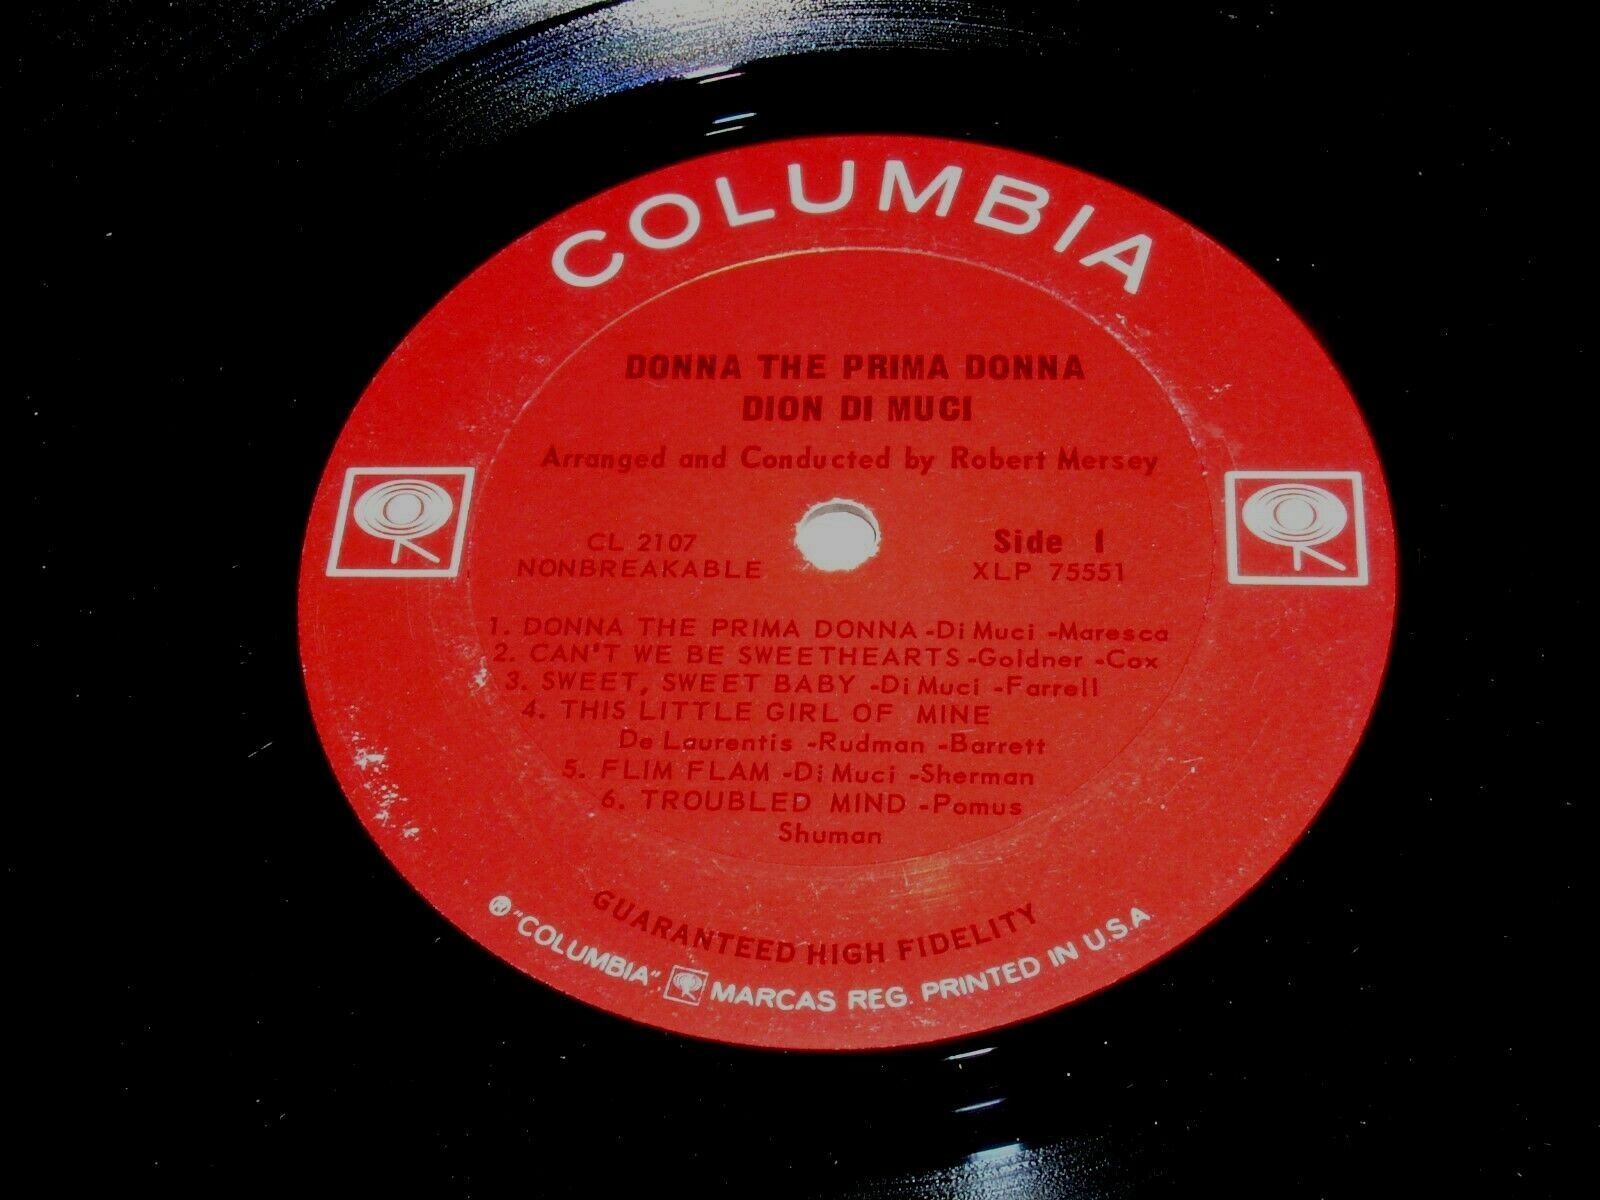 COLUMBIA
DONNA THE PRIMA DONNA
DION DI MUCI
Arranged and Conducted by Robert Mersey
CL 2107
NONBREAKABLE
Side 1
XLP 75551
1. DONNA THE PRIMA DONNA -Di Muci -Maresca
2. CAN'T WE BE SWEETHEARTS -Goldner -Cox
3. SWEET, SWEET BABY -Di Muci -Farrell
4. THIS LITTLE GIRL OF MINE
De Laurentis -Rudman -Barrett
5. FLIM FLAM -Di Muci -Sherman
6. TROUBLED MIND -Pomus
Shuman
GUARANTEED HIGH FIDELITY
"COLUMBIA", MARCAS REG. PRINTED IN U.S.A